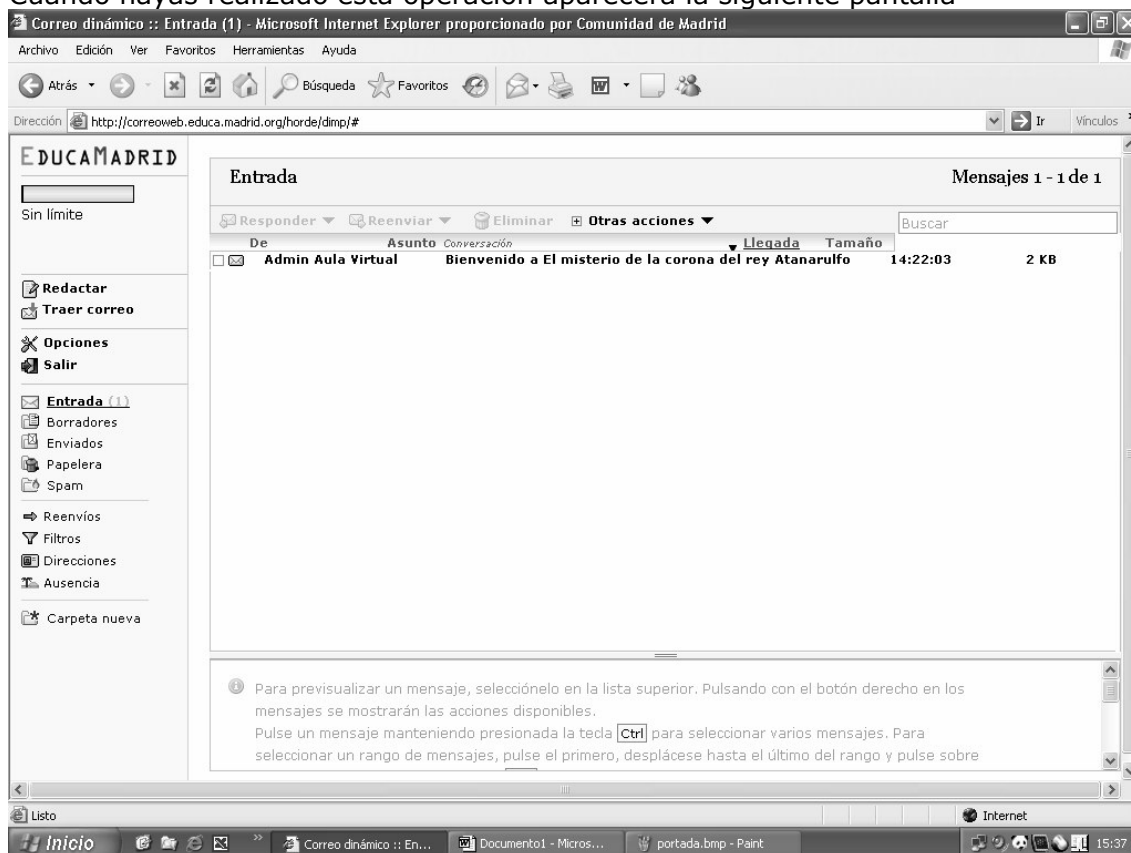 Cuando hayas realizado esta operación aparecerá la siguiente pantalla
Correo dinámico :: Entrada (1) - Microsoft Internet Explorer proporcionado por Comunidad de Madrid
Archivo Edición Ver Favoritos Herramientas Ayuda
Atrás Búsqueda Favoritos
Dirección http://correoweb.educa.madrid.org/horde/dimp/# Ir Vínculos
EDUCAMADRID
Sin límite
Entrada Mensajes 1 - 1 de 1
Responder Reenviar Eliminar Otras acciones Buscar
De Asunto Conversación Llegada Tamaño
Admin Aula Virtual Bienvenido a El misterio de la corona del rey Atanarulfo 14:22:03 2 KB
Redactar
Traer correo
Opciones
Salir
Entrada (1)
Borradores
Enviados
Papelera
Spam
Reenvíos
Filtros
Direcciones
Ausencia
Carpeta nueva
Para previsualizar un mensaje, selecciónelo en la lista superior. Pulsando con el botón derecho en los
mensajes se mostrarán las acciones disponibles.
Pulse un mensaje manteniendo presionada la tecla Ctrl para seleccionar varios mensajes. Para
seleccionar un rango de mensajes, pulse el primero, desplácese hasta el último del rango y pulse sobre
Listo Internet
Inicio Correo dinámico :: En... Documento1 - Micros... portada.bmp - Paint 15:37